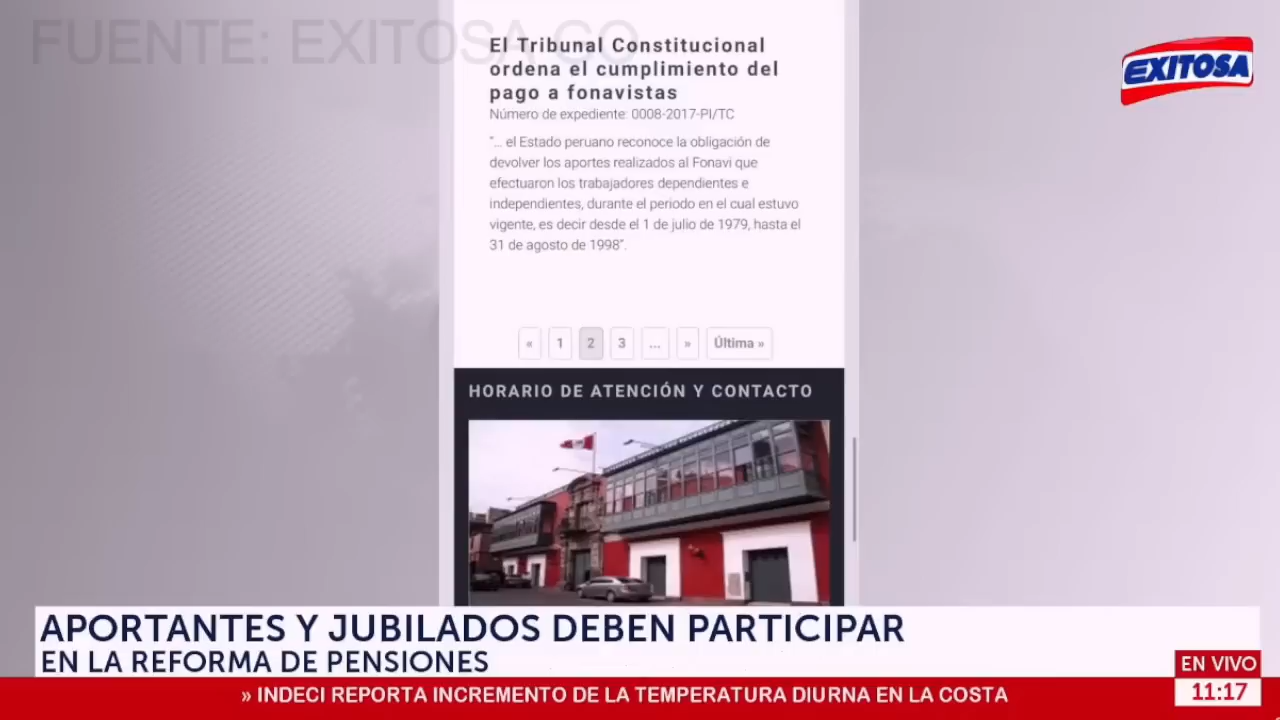 FUENTE: EXITOSA.CO
El Tribunal Constitucional
ordena el cumplimiento del
pago a fonavistas
Número de expediente: 0008-2017-PI/TC
"... el Estado peruano reconoce la obligación de
devolver los aportes realizados al Fonavi que
efectuaron los trabajadores dependientes e
independientes, durante el periodo en el cual estuvo
vigente, es decir desde el 1 de julio de 1979, hasta el
31 de agosto de 1998".
EXITOSA
« 1 2 3 ... » Última »
HORARIO DE ATENCIÓN Y CONTACTO
APORTANTES Y JUBILADOS DEBEN PARTICIPAR
EN LA REFORMA DE PENSIONES
EN VIVO
11:17
» INDECI REPORTA INCREMENTO DE LA TEMPERATURA DIURNA EN LA COSTA